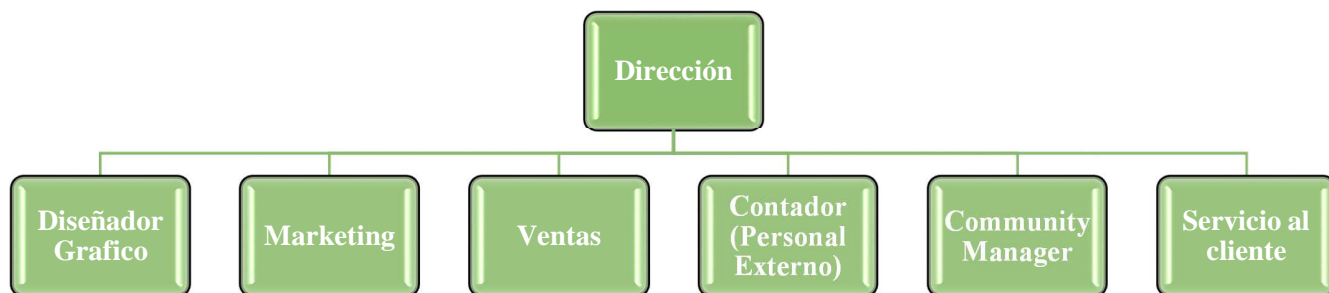 Dirección
Diseñador
Grafico
Marketing
Ventas
Contador
(Personal
Externo)
Community
Manager
Servicio al
cliente